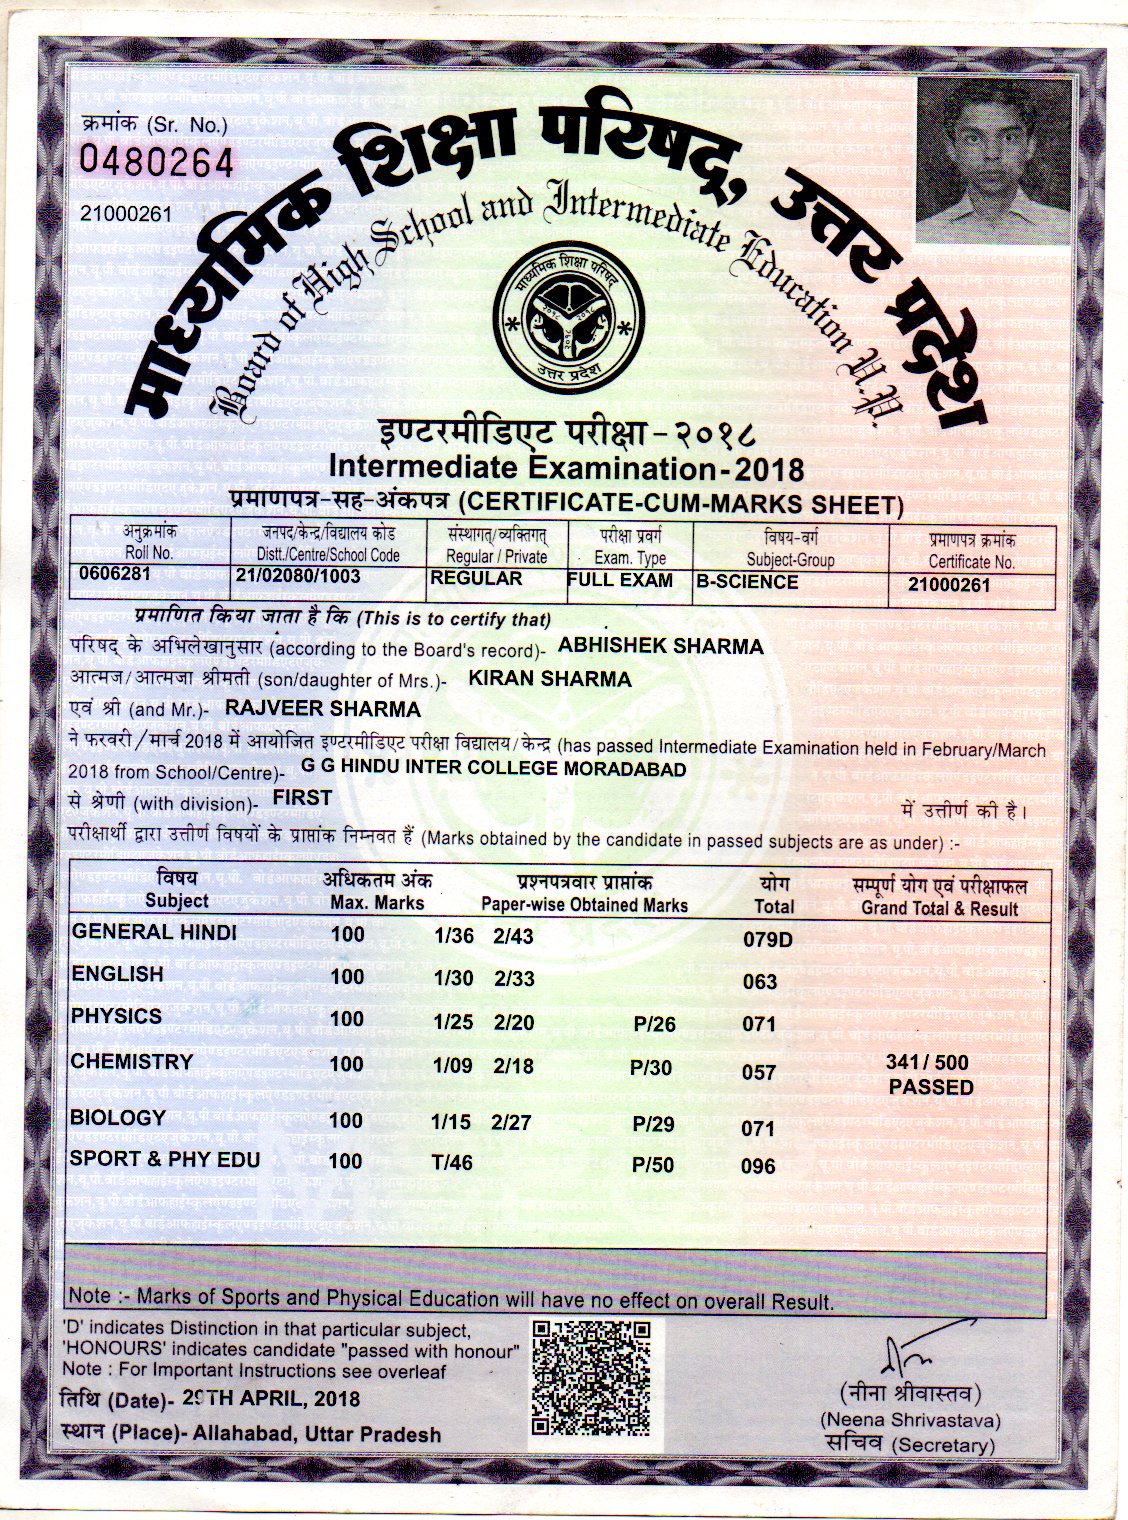 क्रमांक (Sr. No.)
0480264
21000261
माध्यमिक शिक्षा परिषद्, उत्तर प्रदेश
Board of High School and Intermediate Education U.P.
माध्यमिक शिक्षा परिषद
२०१८ २०१८
२०१८
उत्तर प्रदेश
इण्टरमीडिएट परीक्षा - २०१८
Intermediate Examination - 2018
प्रमाणपत्र-सह-अंकपत्र (CERTIFICATE-CUM-MARKS SHEET)
अनुक्रमांक जनपद/केन्द्र/विद्यालय कोड संस्थागत्/व्यक्तिगत् परीक्षा प्रवर्ग विषय-वर्ग प्रमाणपत्र क्रमांक
Roll No. Distt./Centre/School Code Regular / Private Exam. Type Subject-Group Certificate No.
0606281 21/02080/1003 REGULAR FULL EXAM B-SCIENCE 21000261
प्रमाणित किया जाता है कि (This is to certify that)
परिषद् के अभिलेखानुसार (according to the Board's record)- ABHISHEK SHARMA
आत्मज/आत्मजा श्रीमती (son/daughter of Mrs.)- KIRAN SHARMA
एवं श्री (and Mr.)- RAJVEER SHARMA
ने फरवरी/मार्च 2018 में आयोजित इण्टरमीडिएट परीक्षा विद्यालय/केन्द्र (has passed Intermediate Examination held in February/March
2018 from School/Centre)- G G HINDU INTER COLLEGE MORADABAD
से श्रेणी (with division)- FIRST में उत्तीर्ण की है।
परीक्षार्थी द्वारा उत्तीर्ण विषयों के प्राप्तांक निम्नवत हैं (Marks obtained by the candidate in passed subjects are as under) :-
विषय अधिकतम अंक प्रश्नपत्रवार प्राप्तांक योग सम्पूर्ण योग एवं परीक्षाफल
Subject Max. Marks Paper-wise Obtained Marks Total Grand Total & Result
GENERAL HINDI 100 1/36 2/43 079D
ENGLISH 100 1/30 2/33 063
PHYSICS 100 1/25 2/20 P/26 071
CHEMISTRY 100 1/09 2/18 P/30 057 341 / 500
PASSED
BIOLOGY 100 1/15 2/27 P/29 071
SPORT & PHY EDU 100 T/46 P/50 096
Note :- Marks of Sports and Physical Education will have no effect on overall Result.
'D' indicates Distinction in that particular subject,
'HONOURS' indicates candidate "passed with honour"
Note : For Important Instructions see overleaf
तिथि (Date)- 29TH APRIL, 2018
स्थान (Place)- Allahabad, Uttar Pradesh
(नीना श्रीवास्तव)
(Neena Shrivastava)
सचिव (Secretary)